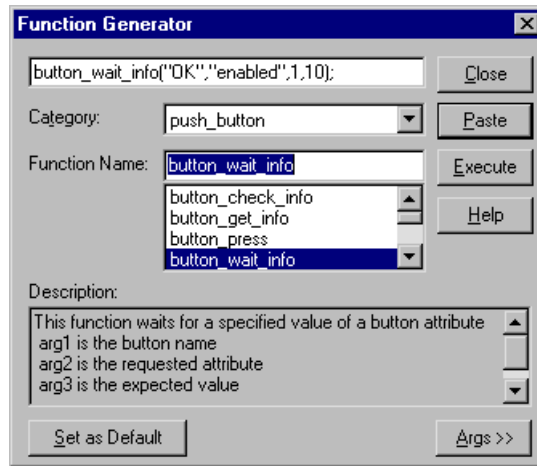 Function Generator
button_wait_info("OK","enabled",1,10);
Close
Category:
push_button
Paste
Function Name:
button_wait_info
Execute
button_check_info
button_get_info
button_press
button_wait_info
Help
Description:
This function waits for a specified value of a button attribute
arg1 is the button name
arg2 is the requested attribute
arg3 is the expected value
Set as Default
Args >>